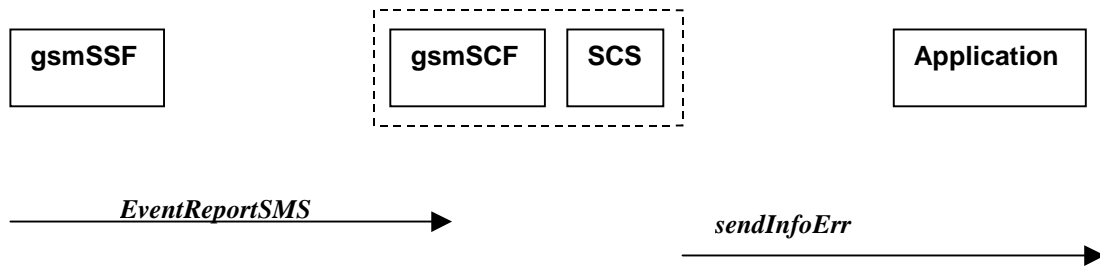 gsmSSF
gsmSCF
SCS
Application
EventReportSMS
sendInfoErr